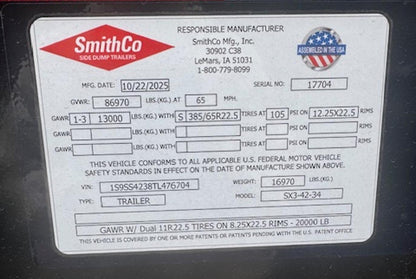 SmithCo
SIDE DUMP TRAILERS
RESPONSIBLE MANUFACTURER
SmithCo Mfg., Inc.
30902 C38
LeMars, IA 51031
1-800-779-8099
ASSEMBLED IN THE USA
MFG. DATE: 10/22/2025 SERIAL NO: 17704
GVWR: 86970 LBS.(KG.) AT 65 MPH.
GAWR 1-3 13000 LBS.(KG.) WITH S 385/65R22.5 TIRES AT 105 PSI ON 12.25X22.5 RIMS
GAWR LBS.(KG.) WITH TIRES AT PSI ON RIMS
GAWR LBS.(KG.) WITH TIRES AT PSI ON RIMS
THIS VEHICLE CONFORMS TO ALL APPLICABLE U.S. FEDERAL MOTOR VEHICLE
SAFETY STANDARDS IN EFFECT ON THE DATE OF MANUFACTURE SHOWN ABOVE.
VIN: 1S9SS4238TL476704 WEIGHT: 16970
TYPE: TRAILER MODEL: SX3-42-34
GAWR W/ Dual 11R22.5 TIRES ON 8.25X22.5 RIMS - 20000 LB
THIS VEHICLE IS COVERED BY ONE OR MORE US PATENTS OR PATENTS PENDING WITH THE US PATENT OFFICE